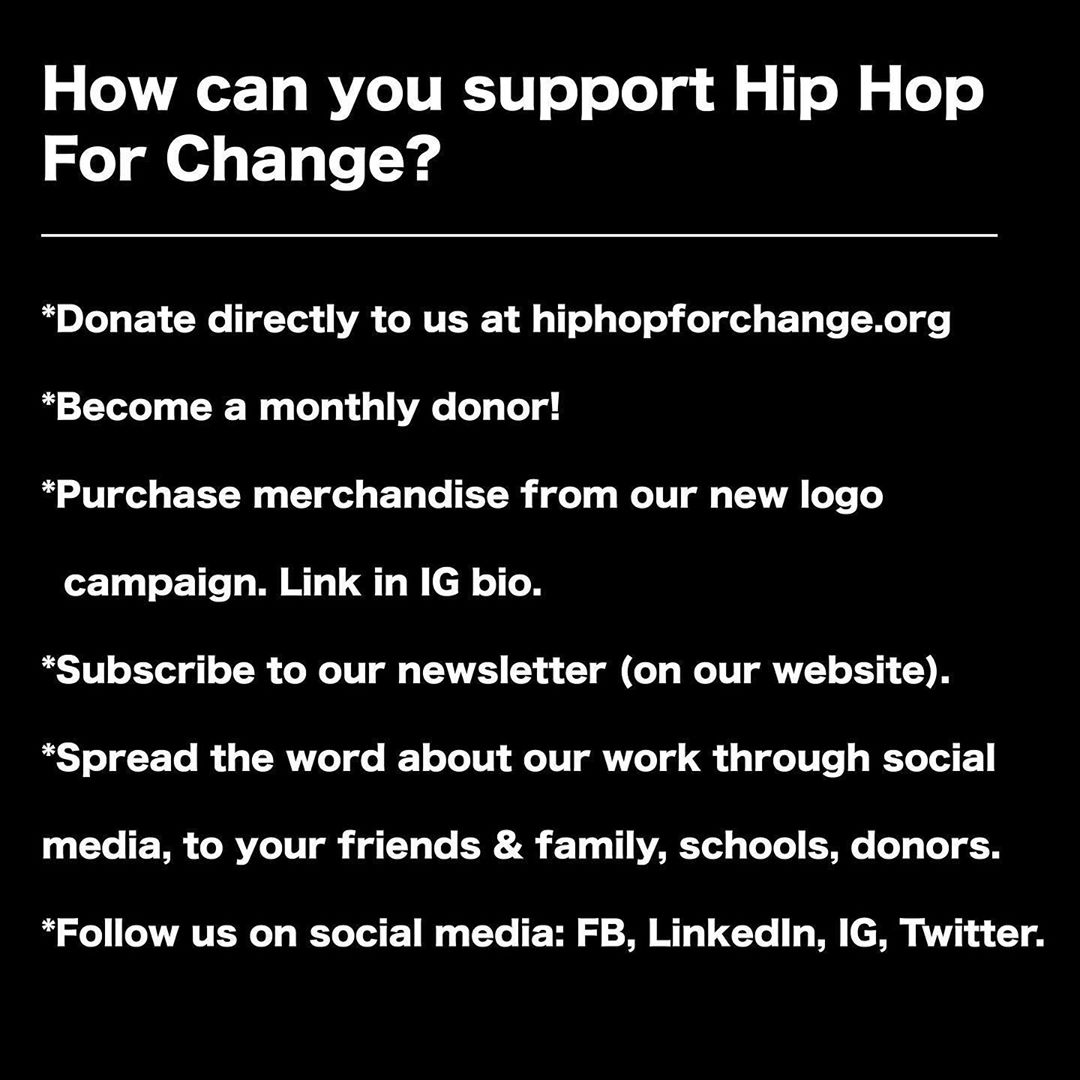 How can you support Hip Hop
For Change?
*Donate directly to us at hiphopforchange.org
*Become a monthly donor!
*Purchase merchandise from our new logo
campaign. Link in IG bio.
*Subscribe to our newsletter (on our website).
*Spread the word about our work through social
media, to your friends & family, schools, donors.
*Follow us on social media: FB, LinkedIn, IG, Twitter.